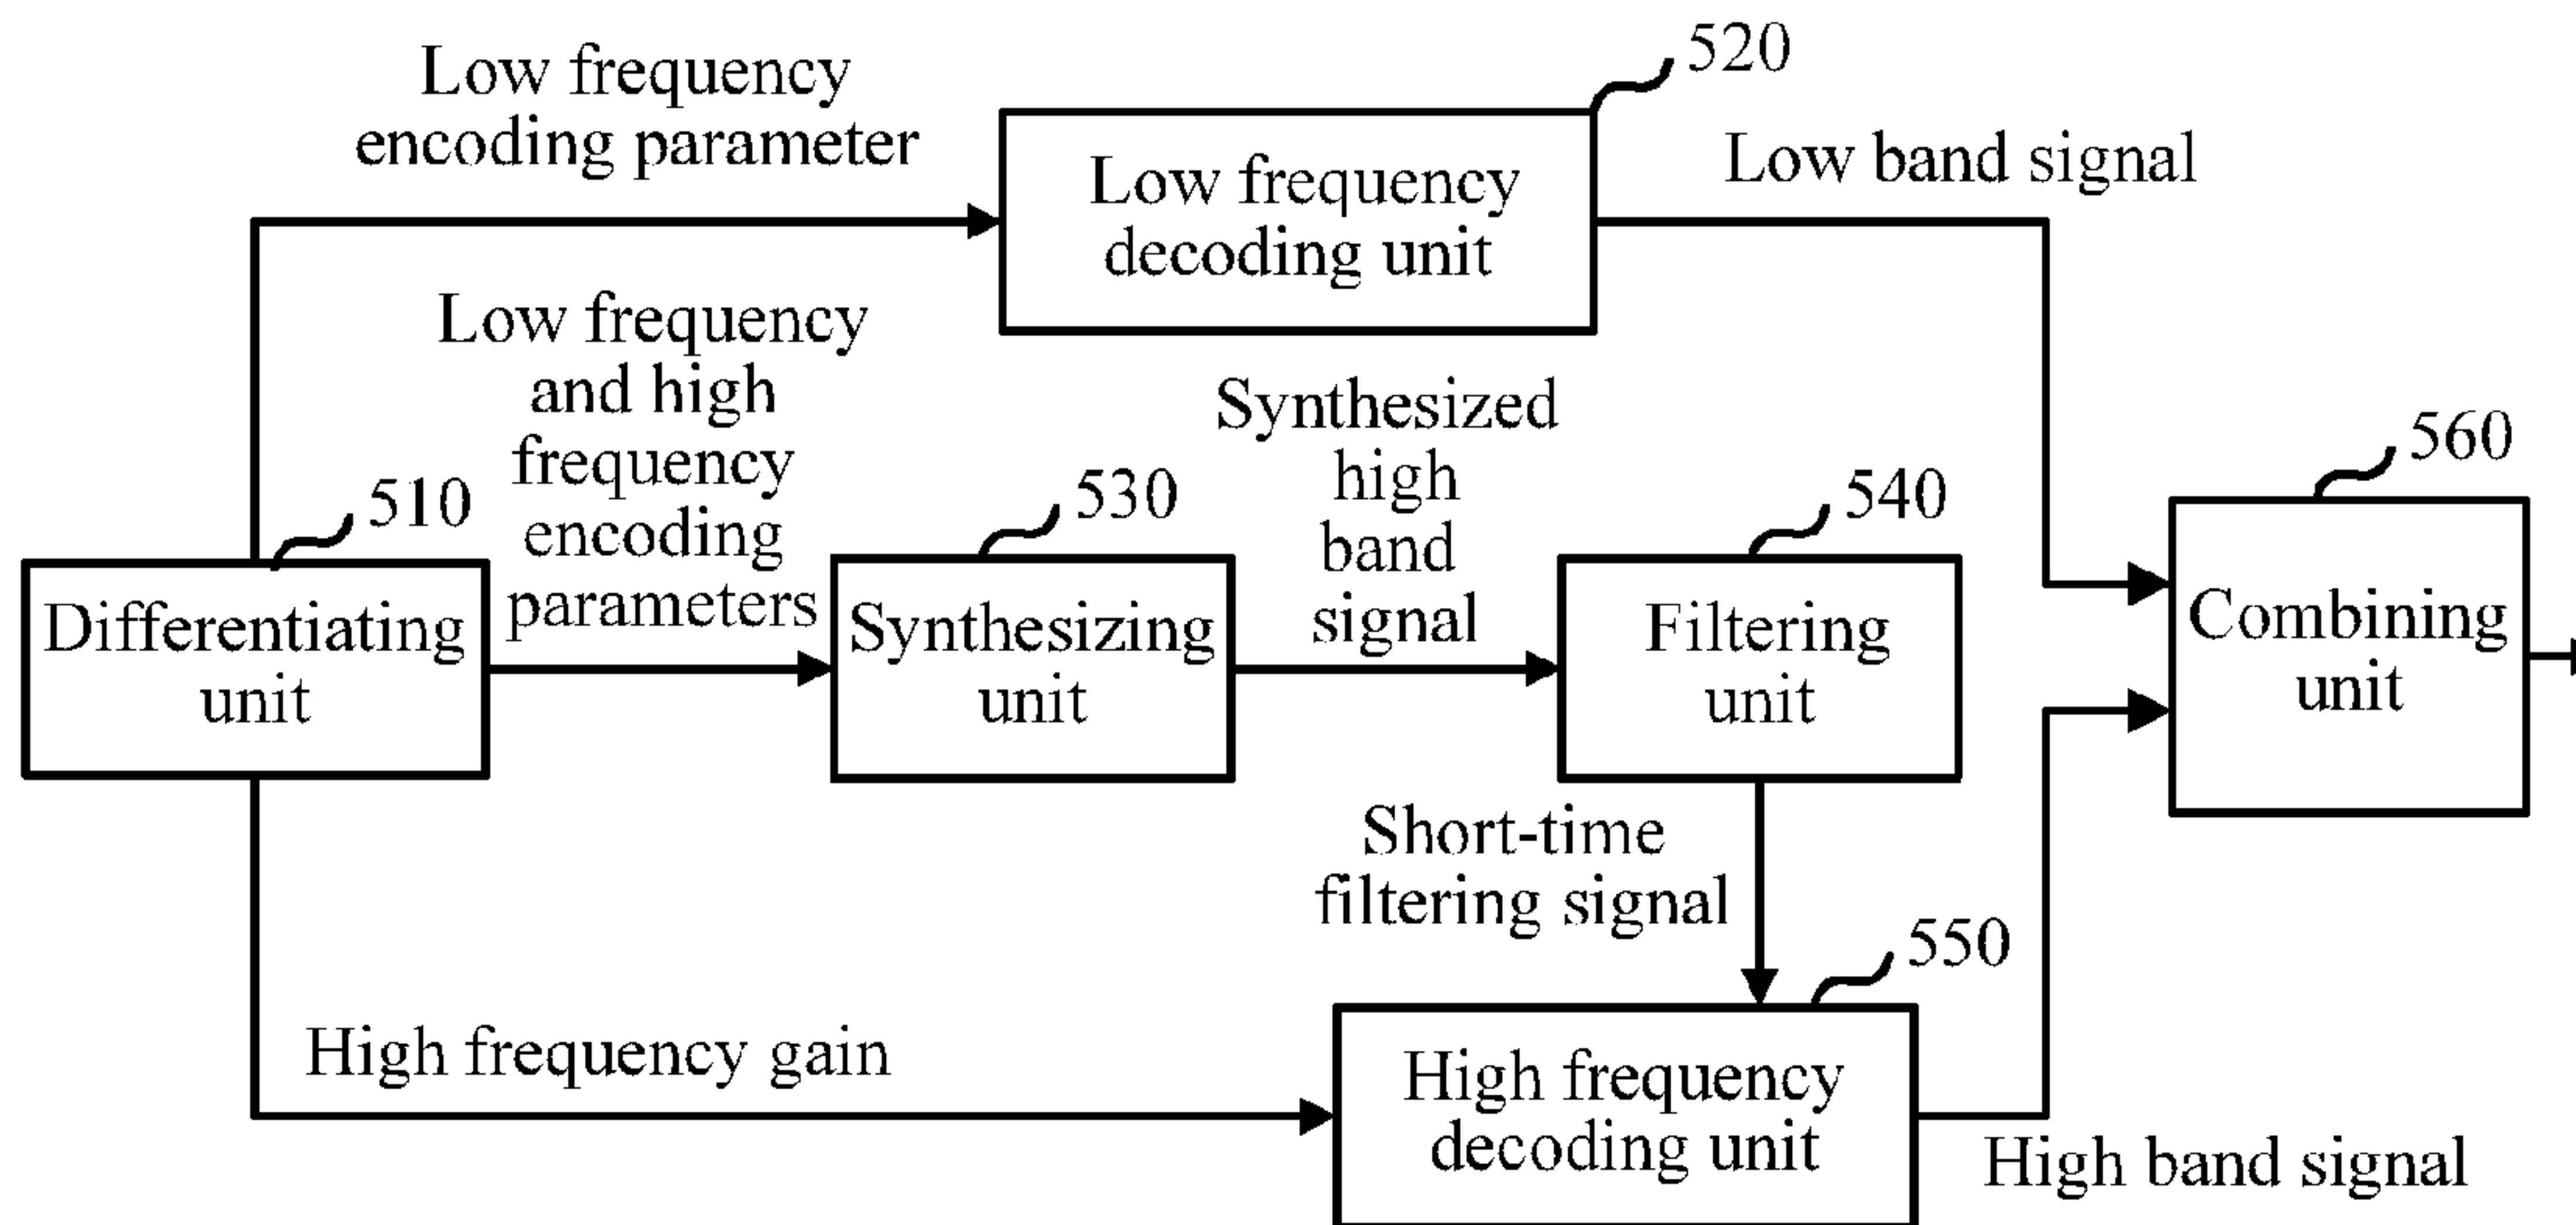 520
Low frequency
encoding parameter
Low frequency
decoding unit
Low band signal
Low frequency
and high
frequency
encoding
parameters
Synthesized
high
band
signal
510
530
540
560
Differentiating
unit
Synthesizing
unit
Filtering
unit
Combining
unit
Short-time
filtering signal
550
High frequency gain
High frequency
decoding unit
High band signal